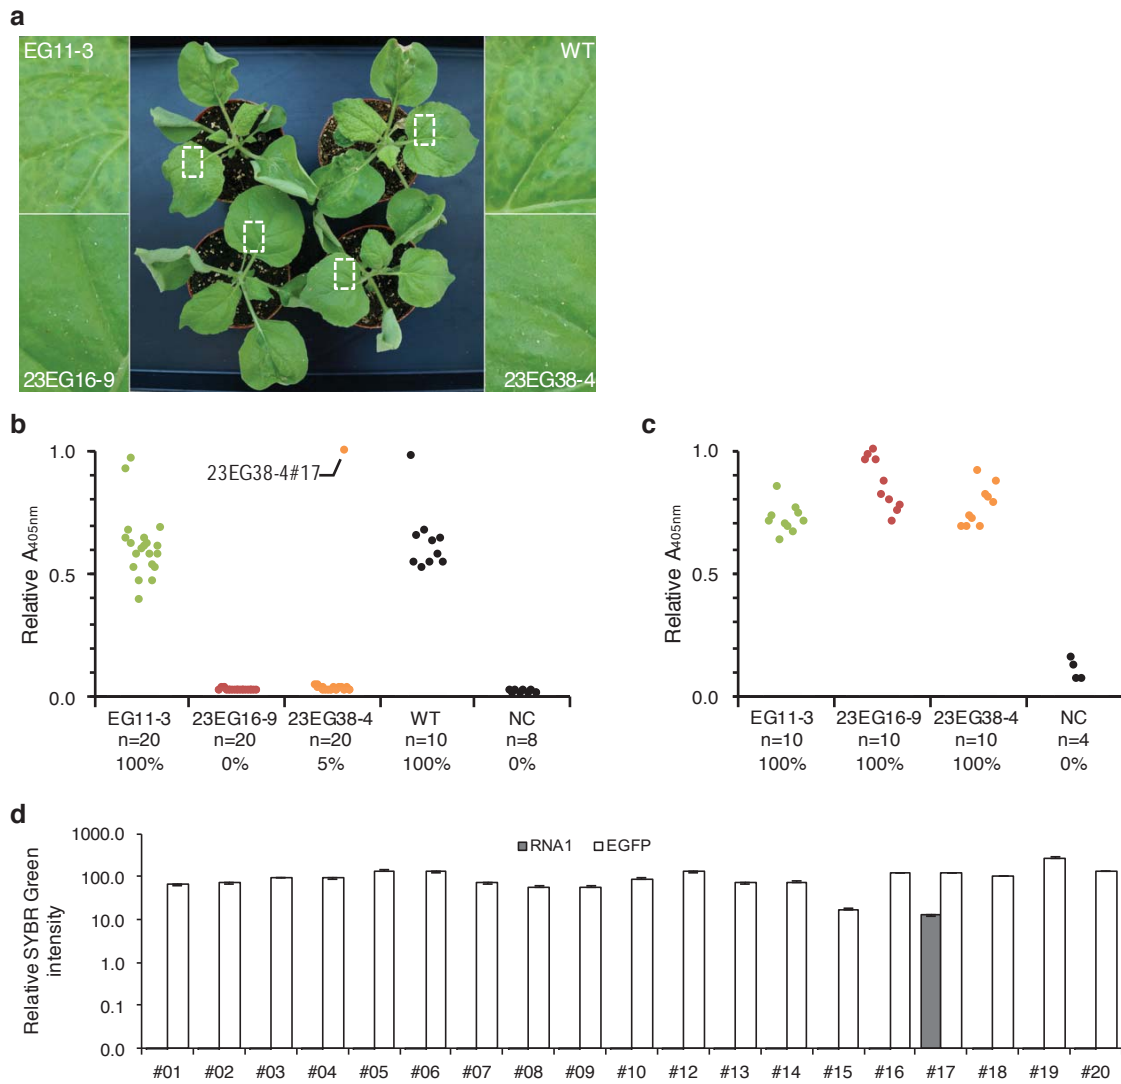 a
EG11-3
WT
23EG16-9
23EG38-4
b
Relative A405nm
1.0
0.5
0.0
23EG38-4#17
EG11-3 23EG16-9 23EG38-4 WT NC
n=20 n=20 n=20 n=10 n=8
100% 0% 5% 100% 0%
c
Relative A405nm
1.0
0.5
0.0
EG11-3 23EG16-9 23EG38-4 NC
n=10 n=10 n=10 n=4
100% 100% 100% 0%
d
Relative SYBR Green
intensity
1000.0
100.0
10.0
1.0
0.1
0.0
RNA1 EGFP
#01 #02 #03 #04 #05 #06 #07 #08 #09 #10 #12 #13 #14 #15 #16 #17 #18 #19 #20